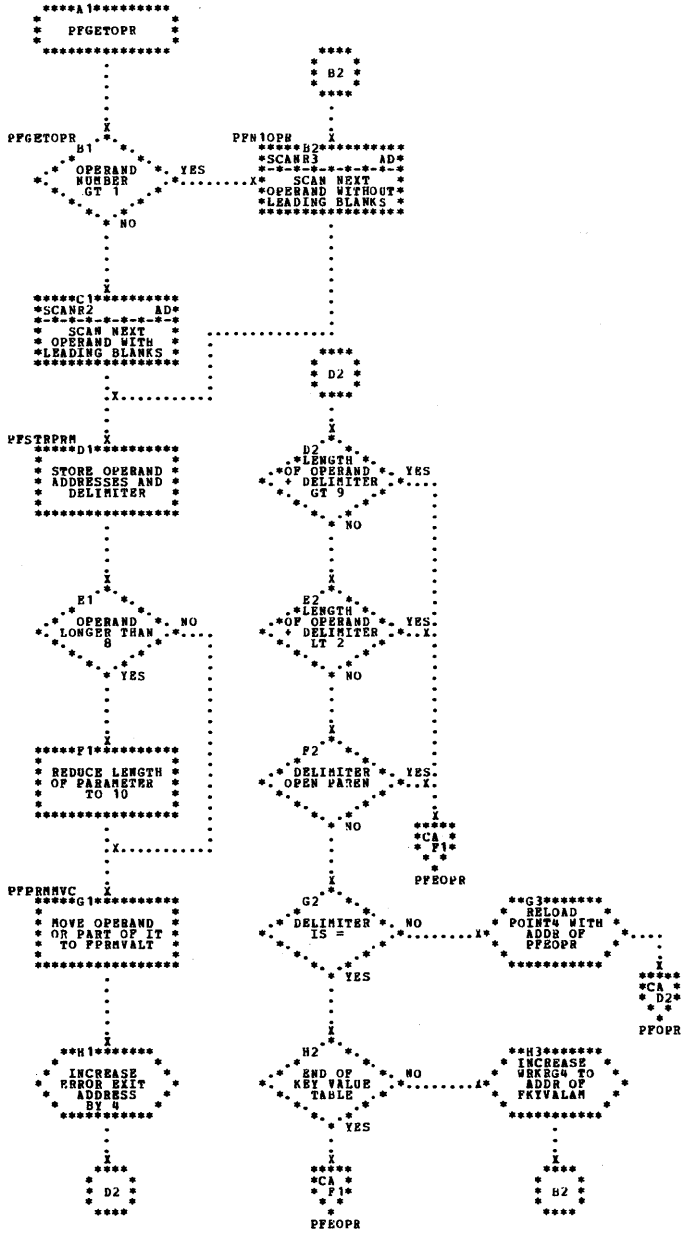 A1
PFGETOPR
B2
PFGETOPR
B1
OPERAND
NUMBER
GT 1
YES
NO
PFN1OPR
B2
SCANR3 AD
SCAN NEXT
OPERAND WITHOUT
LEADING BLANKS
C1
SCANR2 AD
SCAN NEXT
OPERAND WITH
LEADING BLANKS
D2
PFSTRPRM
D1
STORE OPERAND
ADDRESSES AND
DELIMITER
D2
LENGTH
OF OPERAND
+ DELIMITER
GT 9
YES
NO
E1
OPERAND
LONGER THAN
8
NO
YES
E2
LENGTH
OF OPERAND
+ DELIMITER
LT 2
YES
NO
F1
REDUCE LENGTH
OF PARAMETER
TO 10
F2
DELIMITER
OPEN PAREN
YES
NO
CA
F1
PFEOPR
PFPRMMVC
G1
MOVE OPERAND
OR PART OF IT
TO FPRMVALT
G2
DELIMITER
IS =
NO
YES
G3
RELOAD
POINT4 WITH
ADDR OF
PFEOPR
CA
D2
PFOPR
H1
INCREASE
ERROR EXIT
ADDRESS
BY 4
H2
END OF
KEY VALUE
TABLE
NO
YES
H3
INCREASE
WRKRG4 TO
ADDR OF
FKYVALAM
D2
CA
F1
PFEOPR
B2